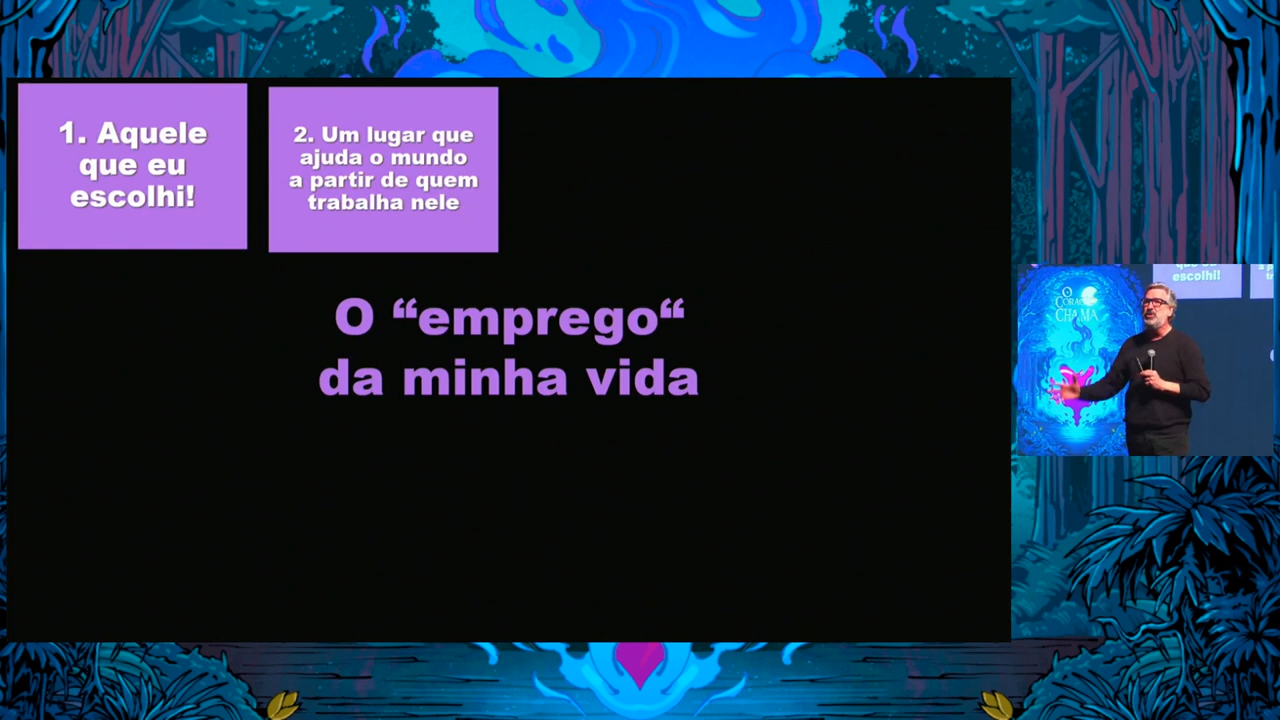 1. Aquele
que eu
escolhi!
2. Um lugar que
ajuda o mundo
a partir de quem
trabalha nele
O “emprego“
da minha vida
escolhi!
O
CHAMA